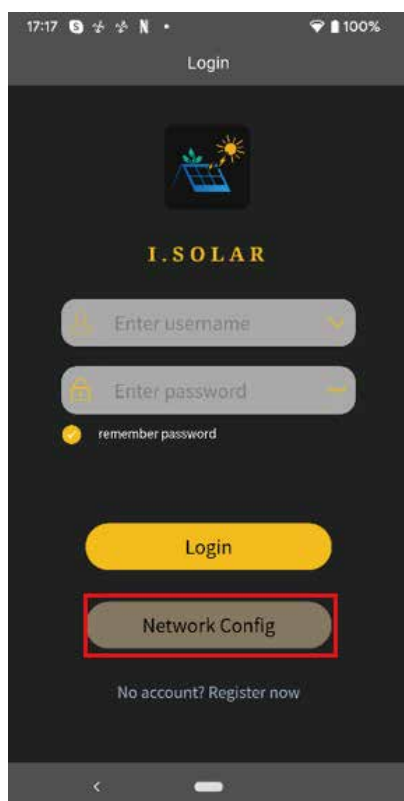 17:17 N 100%
Login
I.SOLAR
Enter username
Enter password
remember password
Login
Network Config
No account? Register now